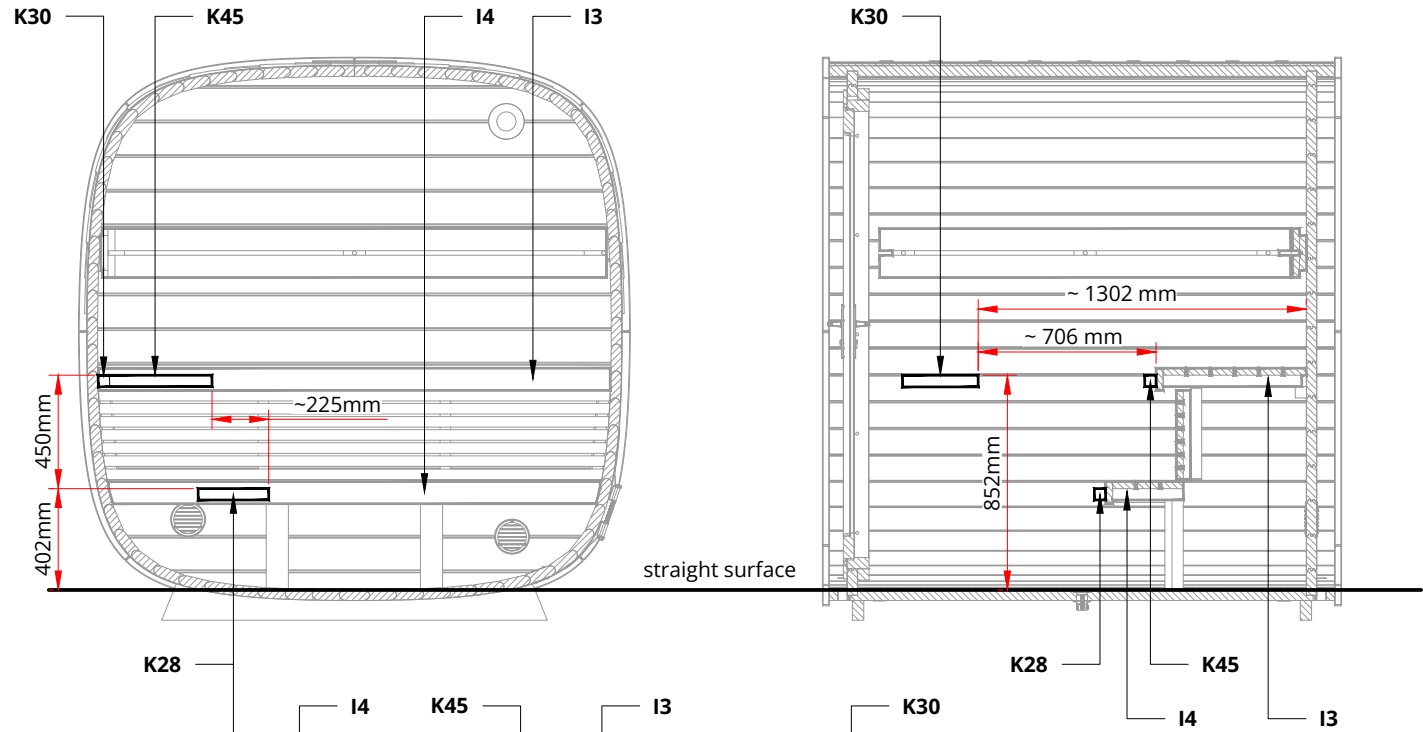 K30 K45 I4 I3 K30
~ 1302 mm
~ 706 mm
~225mm
450mm
852mm
402mm
straight surface
K28 K28 K45
I4 K45 I3 K30 I4 I3